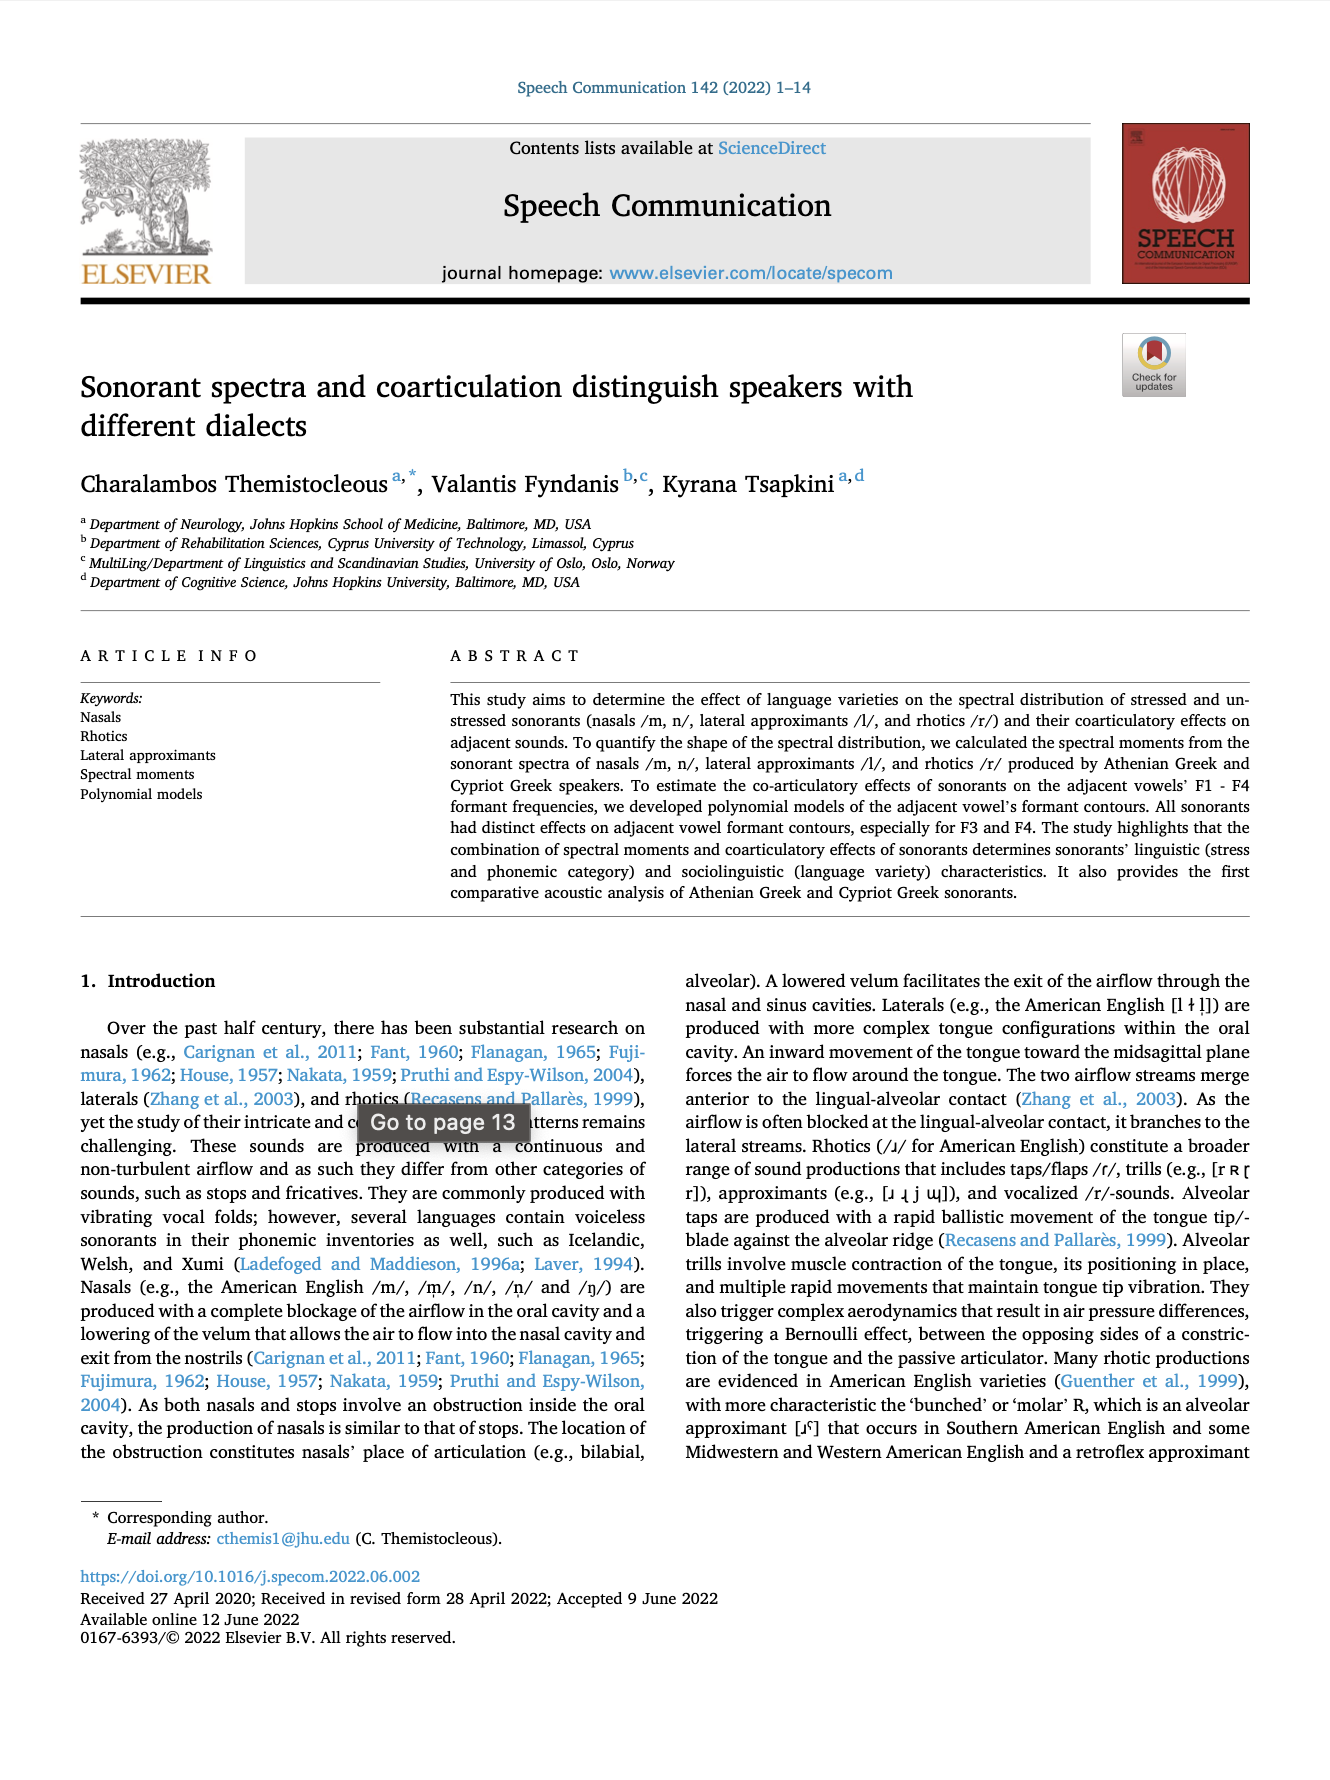 Speech Communication 142 (2022) 1–14
Contents lists available at ScienceDirect
Speech Communication
journal homepage: www.elsevier.com/locate/specom
ELSEVIER
SPEECH
COMMUNICATION
Check for
updates
Sonorant spectra and coarticulation distinguish speakers with
different dialects
Charalambos Themistocleous a,*, Valantis Fyndanis b,c, Kyrana Tsapkini a,d
a Department of Neurology, Johns Hopkins School of Medicine, Baltimore, MD, USA
b Department of Rehabilitation Sciences, Cyprus University of Technology, Limassol, Cyprus
c MultiLing/Department of Linguistics and Scandinavian Studies, University of Oslo, Oslo, Norway
d Department of Cognitive Science, Johns Hopkins University, Baltimore, MD, USA
ARTICLE INFO
Keywords:
Nasals
Rhotics
Lateral approximants
Spectral moments
Polynomial models
ABSTRACT
This study aims to determine the effect of language varieties on the spectral distribution of stressed and un-
stressed sonorants (nasals /m, n/, lateral approximants /l/, and rhotics /r/) and their coarticulatory effects on
adjacent sounds. To quantify the shape of the spectral distribution, we calculated the spectral moments from the
sonorant spectra of nasals /m, n/, lateral approximants /l/, and rhotics /r/ produced by Athenian Greek and
Cypriot Greek speakers. To estimate the co-articulatory effects of sonorants on the adjacent vowels' F1 - F4
formant frequencies, we developed polynomial models of the adjacent vowel's formant contours. All sonorants
had distinct effects on adjacent vowel formant contours, especially for F3 and F4. The study highlights that the
combination of spectral moments and coarticulatory effects of sonorants determines sonorants' linguistic (stress
and phonemic category) and sociolinguistic (language variety) characteristics. It also provides the first
comparative acoustic analysis of Athenian Greek and Cypriot Greek sonorants.
1. Introduction
Over the past half century, there has been substantial research on
nasals (e.g., Carignan et al., 2011; Fant, 1960; Flanagan, 1965; Fuji-
mura, 1962; House, 1957; Nakata, 1959; Pruthi and Espy-Wilson, 2004),
laterals (Zhang et al., 2003), and rhotics (Recasens and Pallarès, 1999),
yet the study of their intricate and remains
Go to page 13
challenging. These sounds are produced with a continuous and
non-turbulent airflow and as such they differ from other categories of
sounds, such as stops and fricatives. They are commonly produced with
vibrating vocal folds; however, several languages contain voiceless
sonorants in their phonemic inventories as well, such as Icelandic,
Welsh, and Xumi (Ladefoged and Maddieson, 1996a; Laver, 1994).
Nasals (e.g., the American English /m/, /m̩/, /n/, /n̩/ and /ŋ/) are
produced with a complete blockage of the airflow in the oral cavity and a
lowering of the velum that allows the air to flow into the nasal cavity and
exit from the nostrils (Carignan et al., 2011; Fant, 1960; Flanagan, 1965;
Fujimura, 1962; House, 1957; Nakata, 1959; Pruthi and Espy-Wilson,
2004). As both nasals and stops involve an obstruction inside the oral
cavity, the production of nasals is similar to that of stops. The location of
the obstruction constitutes nasals' place of articulation (e.g., bilabial,
alveolar). A lowered velum facilitates the exit of the airflow through the
nasal and sinus cavities. Laterals (e.g., the American English [l ɫ l̩]) are
produced with more complex tongue configurations within the oral
cavity. An inward movement of the tongue toward the midsagittal plane
forces the air to flow around the tongue. The two airflow streams merge
anterior to the lingual-alveolar contact (Zhang et al., 2003). As the
airflow is often blocked at the lingual-alveolar contact, it branches to the
lateral streams. Rhotics (/ɹ/ for American English) constitute a broader
range of sound productions that includes taps/flaps /ɾ/, trills (e.g., [r ʀ ɽ
r]), approximants (e.g., [ɹ ɻ j ɰ]), and vocalized /r/-sounds. Alveolar
taps are produced with a rapid ballistic movement of the tongue tip/-
blade against the alveolar ridge (Recasens and Pallarès, 1999). Alveolar
trills involve muscle contraction of the tongue, its positioning in place,
and multiple rapid movements that maintain tongue tip vibration. They
also trigger complex aerodynamics that result in air pressure differences,
triggering a Bernoulli effect, between the opposing sides of a constric-
tion of the tongue and the passive articulator. Many rhotic productions
are evidenced in American English varieties (Guenther et al., 1999),
with more characteristic the 'bunched' or 'molar' R, which is an alveolar
approximant [ɹˤ] that occurs in Southern American English and some
Midwestern and Western American English and a retroflex approximant
* Corresponding author.
E-mail address: cthemis1@jhu.edu (C. Themistocleous).
https://doi.org/10.1016/j.specom.2022.06.002
Received 27 April 2020; Received in revised form 28 April 2022; Accepted 9 June 2022
Available online 12 June 2022
0167-6393/© 2022 Elsevier B.V. All rights reserved.